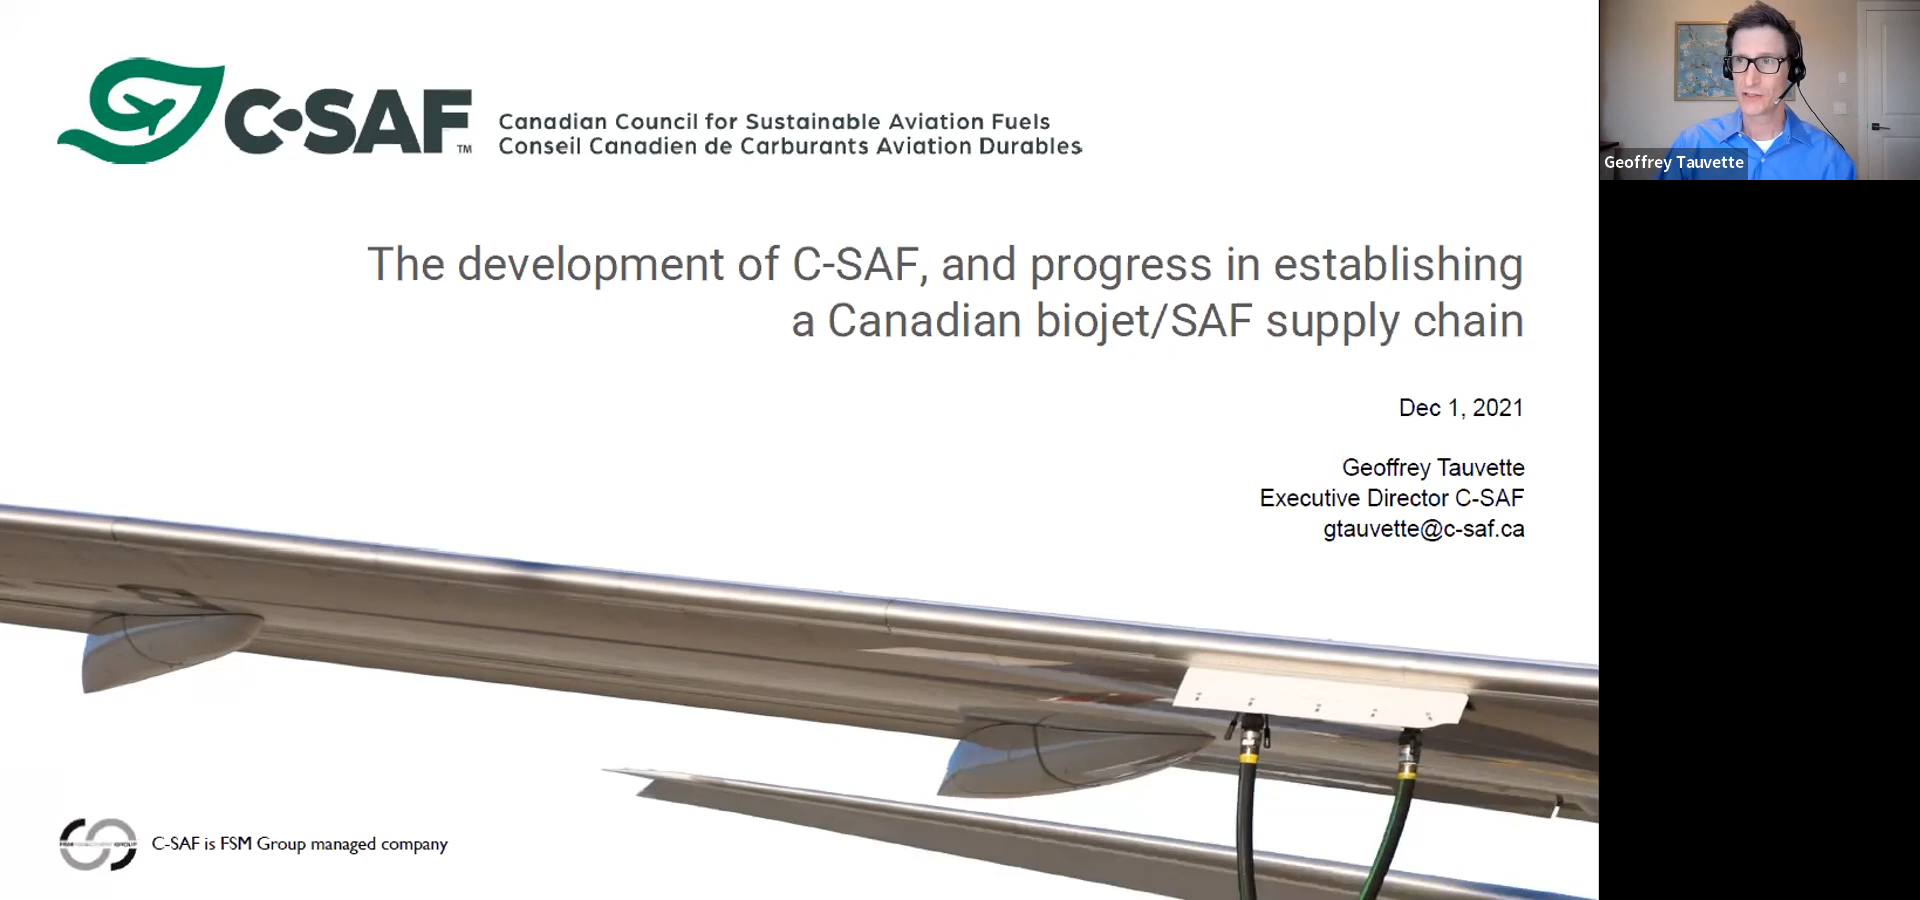 C-SAF™
Canadian Council for Sustainable Aviation Fuels
Conseil Canadien de Carburants Aviation Durables
Geoffrey Tauvette
The development of C-SAF, and progress in establishing
a Canadian biojet/SAF supply chain
Dec 1, 2021
Geoffrey Tauvette
Executive Director C-SAF
gtauvette@c-saf.ca
C-SAF is FSM Group managed company